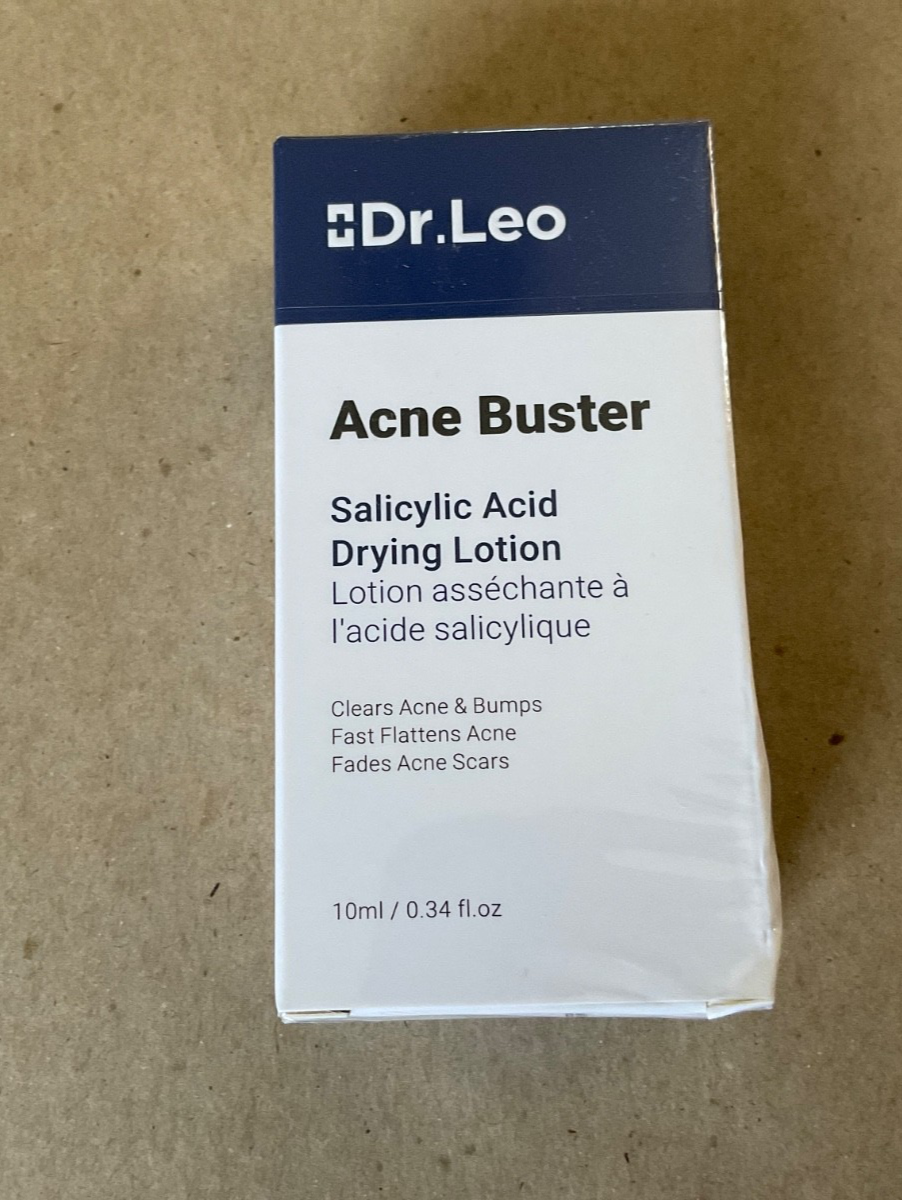 Dr.Leo
Acne Buster
Salicylic Acid
Drying Lotion
Lotion asséchante à
l'acide salicylique
Clears Acne & Bumps
Fast Flattens Acne
Fades Acne Scars
10ml / 0.34 fl.oz